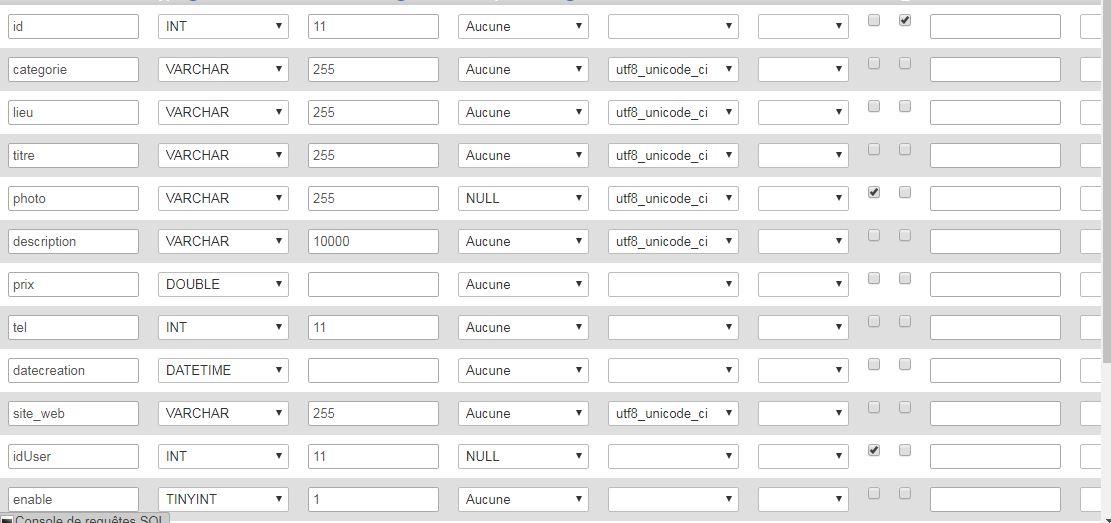 id INT 11 Aucune
categorie VARCHAR 255 Aucune utf8_unicode_ci
lieu VARCHAR 255 Aucune utf8_unicode_ci
titre VARCHAR 255 Aucune utf8_unicode_ci
photo VARCHAR 255 NULL utf8_unicode_ci
description VARCHAR 10000 Aucune utf8_unicode_ci
prix DOUBLE Aucune
tel INT 11 Aucune
datecreation DATETIME Aucune
site_web VARCHAR 255 Aucune utf8_unicode_ci
idUser INT 11 NULL
enable TINYINT 1 Aucune
Console de requêtes SQL